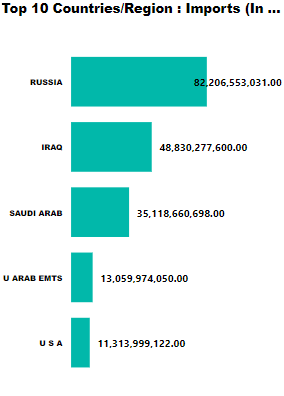 Top 10 Countries/Region : Imports (In ...
RUSSIA 82,206,553,031.00
IRAQ 48,830,277,600.00
SAUDI ARAB 35,118,660,698.00
U ARAB EMTS 13,059,974,050.00
U S A 11,313,999,122.00